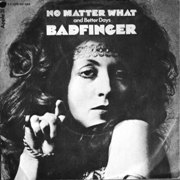 NO MATTER WHAT
and Better Days
BADFINGER